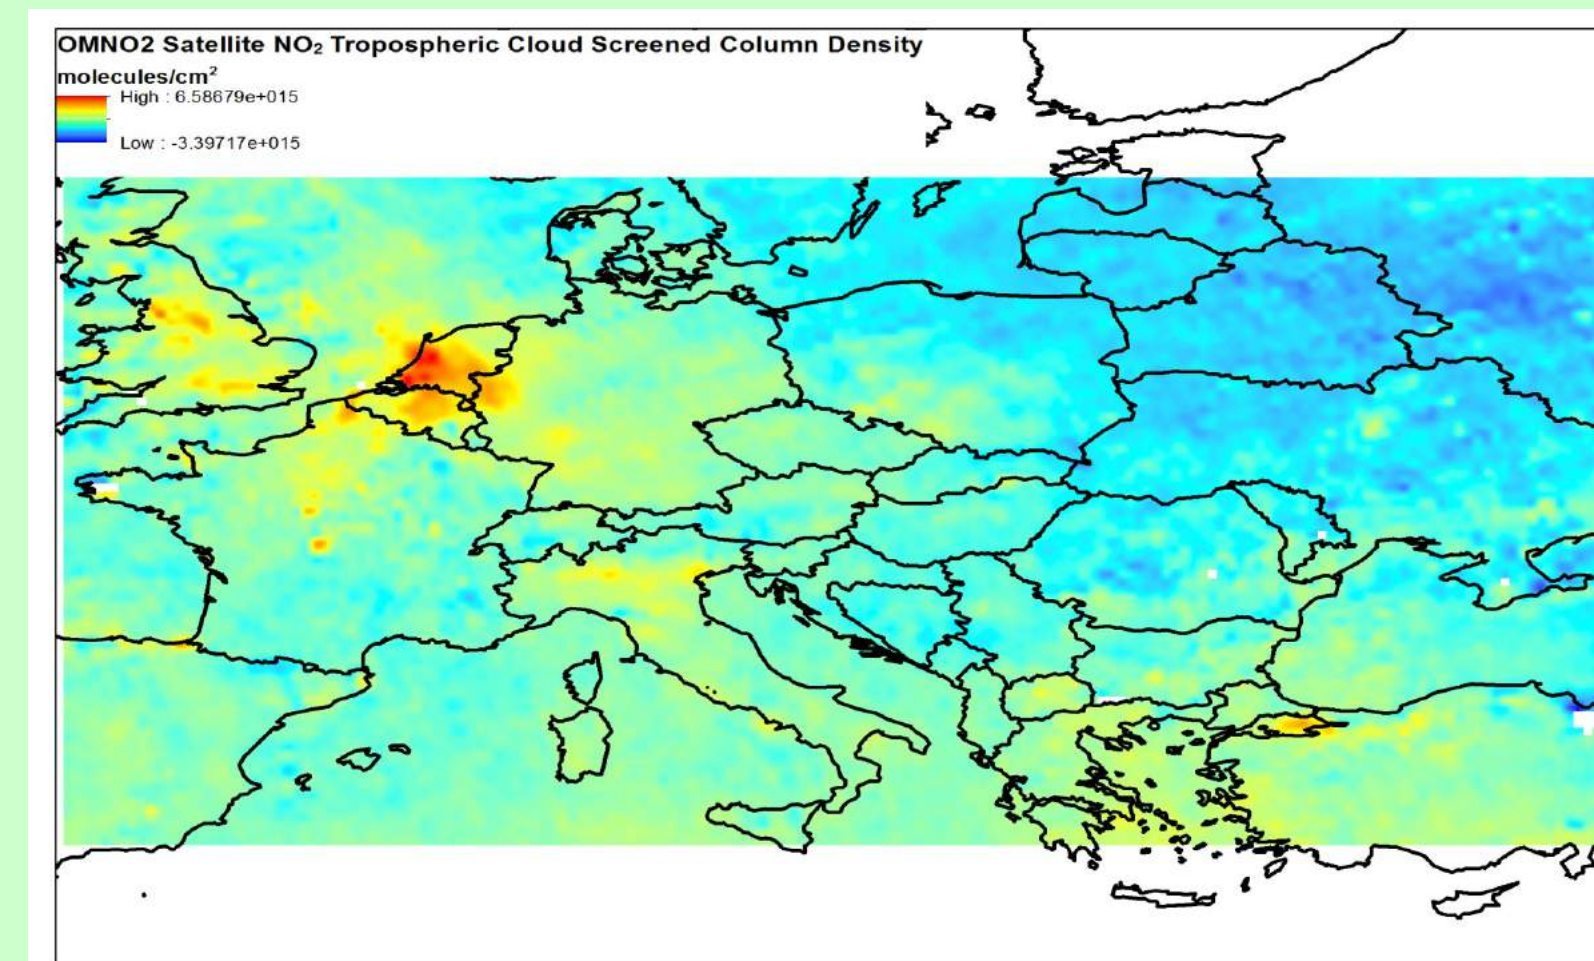 OMNO2 Satellite NO₂ Tropospheric Cloud Screened Column Density
molecules/cm²
High : 6.58679e+015
Low : -3.39717e+015